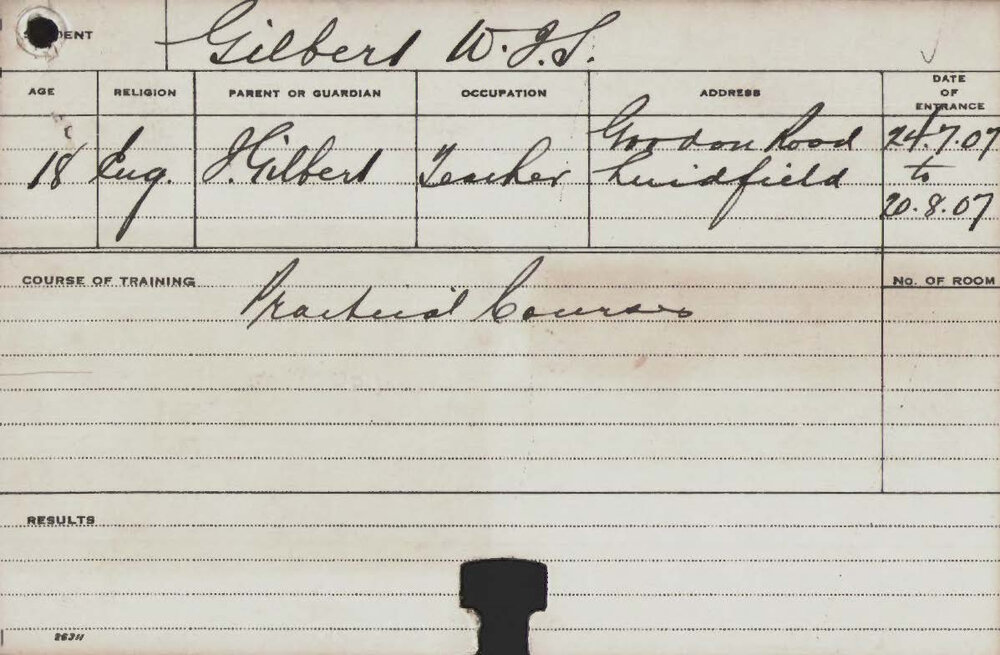 STUDENT Gilbert W.J.S.
AGE RELIGION PARENT OR GUARDIAN OCCUPATION ADDRESS DATE OF ENTRANCE
Gordon Road 24.7.07
18 Eng. J. Gilbert Teacher Lindfield to
20.8.07
COURSE OF TRAINING Practical Courses No. OF ROOM
RESULTS
26311